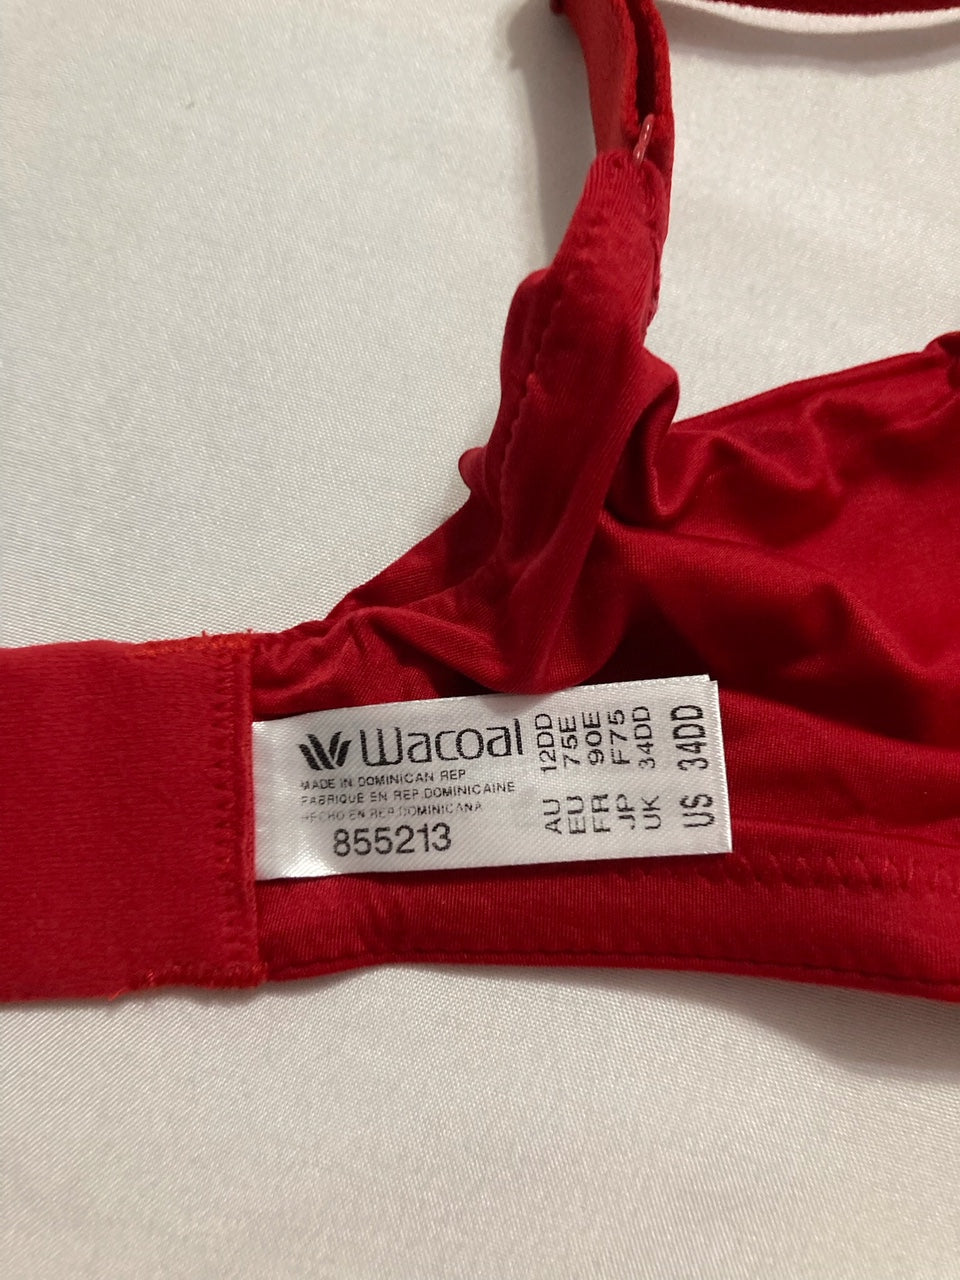 Wacoal
MADE IN DOMINICAN REP
FABRIQUE EN REP.DOMINICAINE
HECHO EN REP.DOMINICANA
855213
AU 12DD
EU 75E
FR 90E
JP F75
UK 34DD
US 34DD